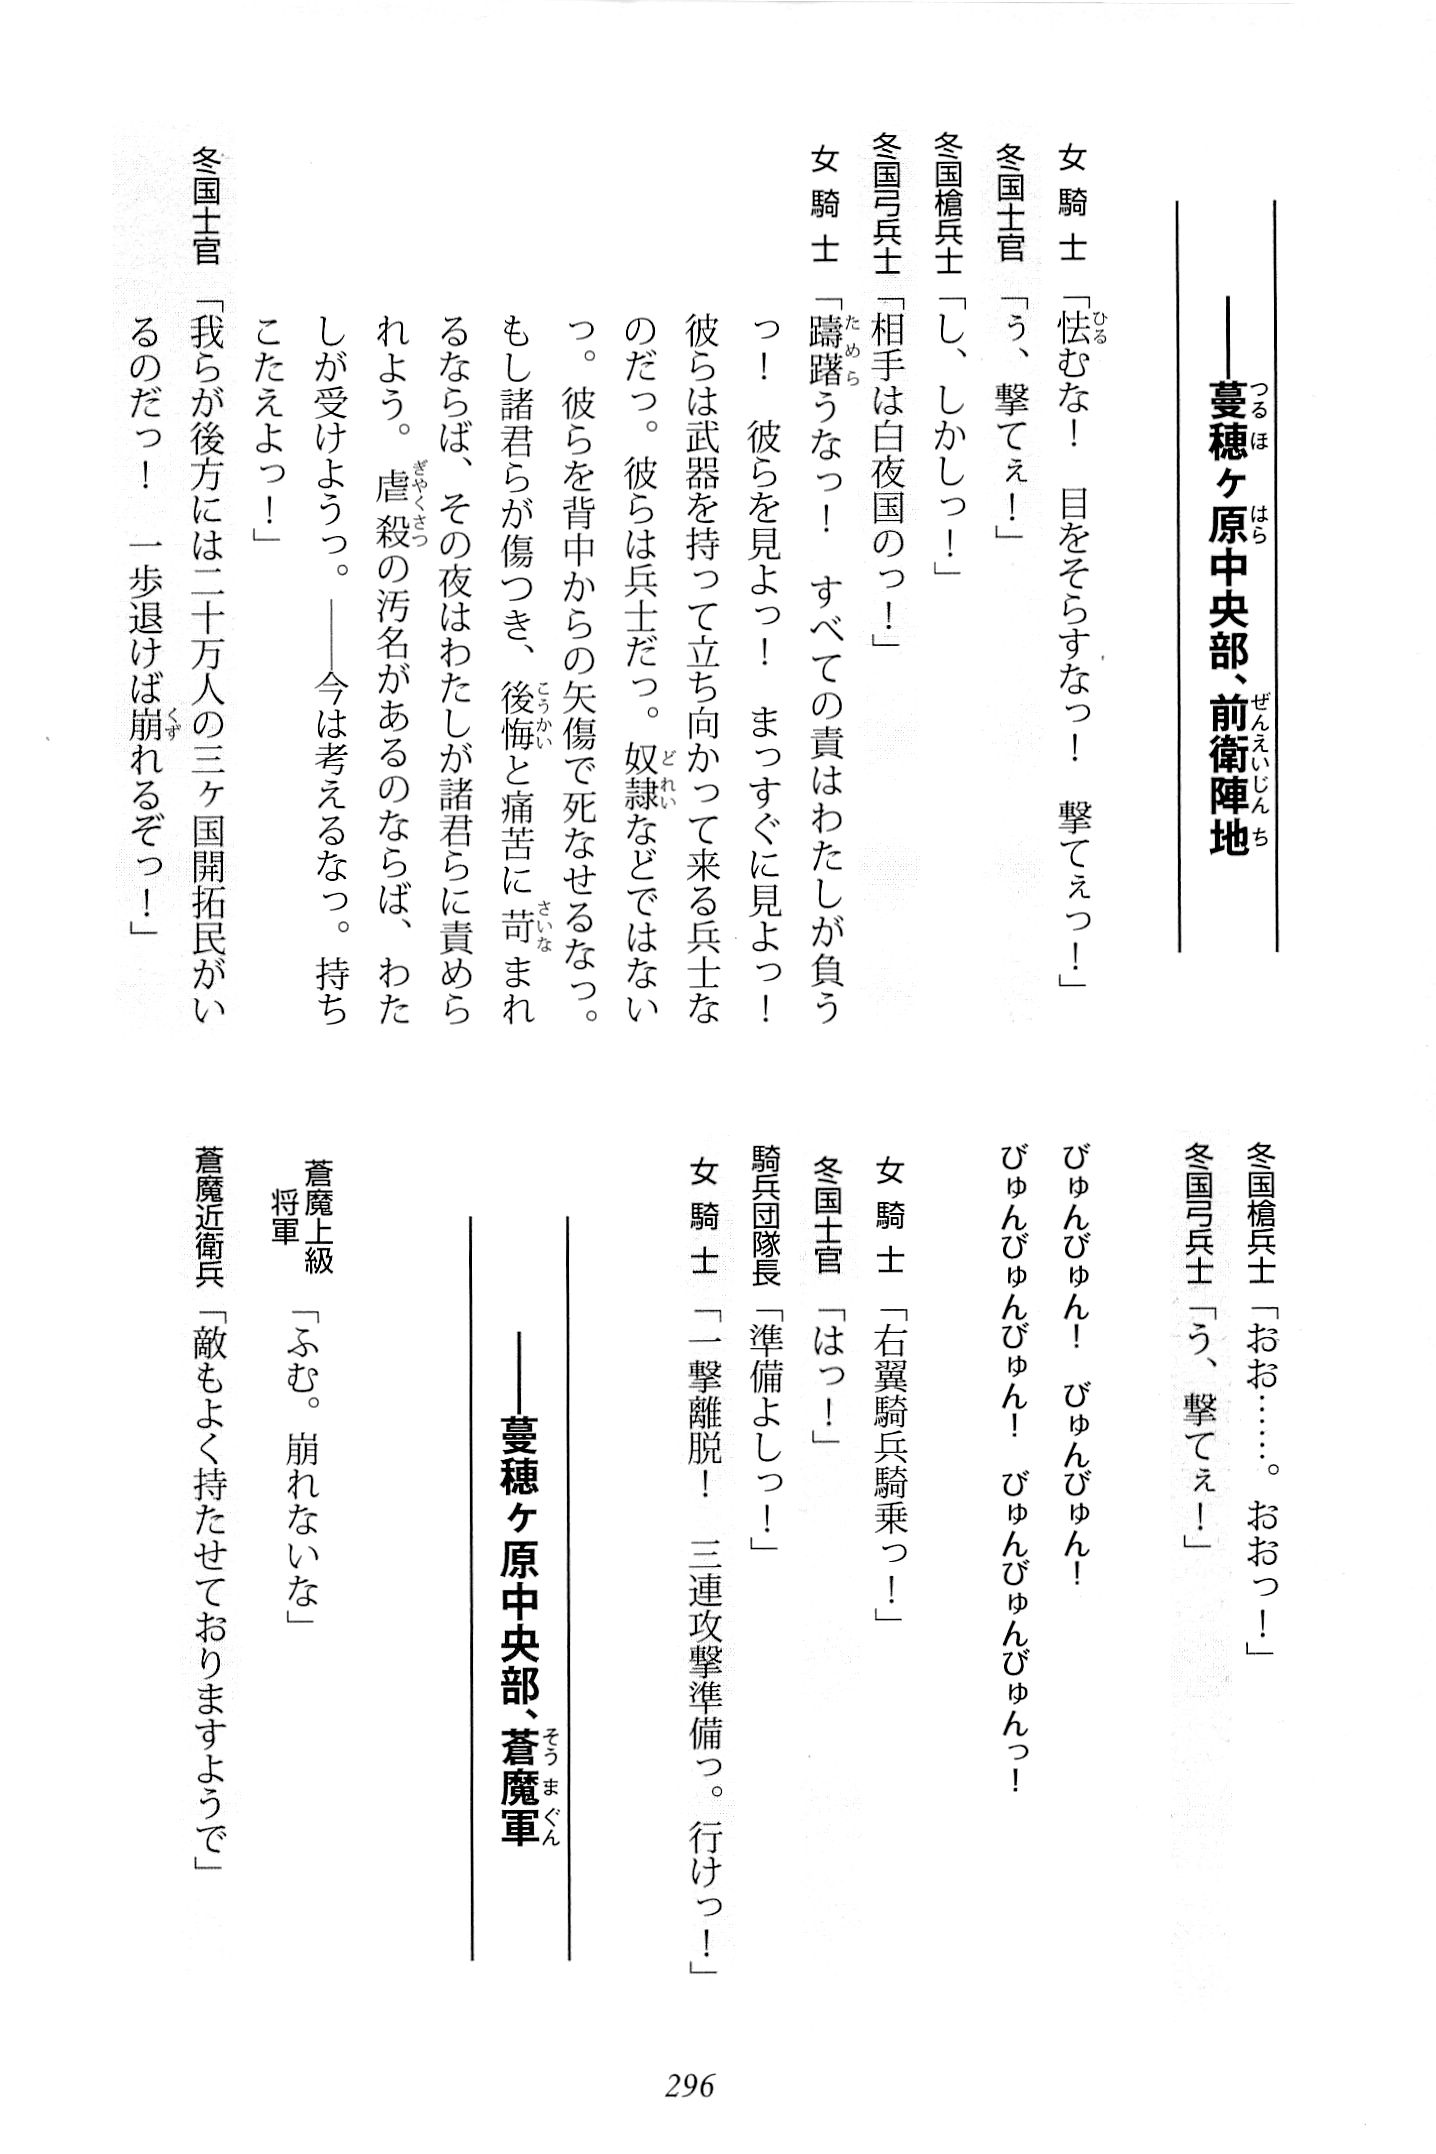 ――蔓穂ヶ原中央部、前衛陣地
女騎士「怯むな！　目をそらすなっ！　撃てぇっ！」
冬国士官「ぅ、撃てぇ！」
冬国槍兵士「し、しかしっ！」
冬国弓兵士「相手は白夜国のっ！」
女騎士「躊躇うなっ！　すべての責はわたしが負う
っ！　彼らを見よっ！　まっすぐに見よっ！
彼らは武器を持って立ち向かって来る兵士な
のだっ。彼らは兵士だっ。奴隷などではない
っ。彼らを背中からの矢傷で死なせるなっ。
もし諸君らが傷つき、後悔と痛苦に苛まれ
るならば、その夜はわたしが諸君らに責めら
れよう。虐殺の汚名があるのならば、わた
しが受けようっ。――今は考えるなっ。持ち
こたえよっ！」
冬国士官「我らが後方には二十万人の三ヶ国開拓民がい
るのだっ！　一歩退けば崩れるぞっ！」
冬国槍兵士「おお……。おおっ！」
冬国弓兵士「う、撃てぇ！」
びゅんびゅん！　びゅんびゅん！
びゅんびゅんびゅん！　びゅんびゅんびゅんっ！
女騎士「右翼騎兵騎乗っ！」
冬国士官「はっ！」
騎兵団隊長「準備よしっ！」
女騎士「一撃離脱！　三連攻撃準備っ。行けっ！」
――蔓穂ヶ原中央部、蒼魔軍
蒼魔上級将軍「ふむ。崩れないな」
蒼魔近衛兵「敵もよく持たせておりますようで」
296